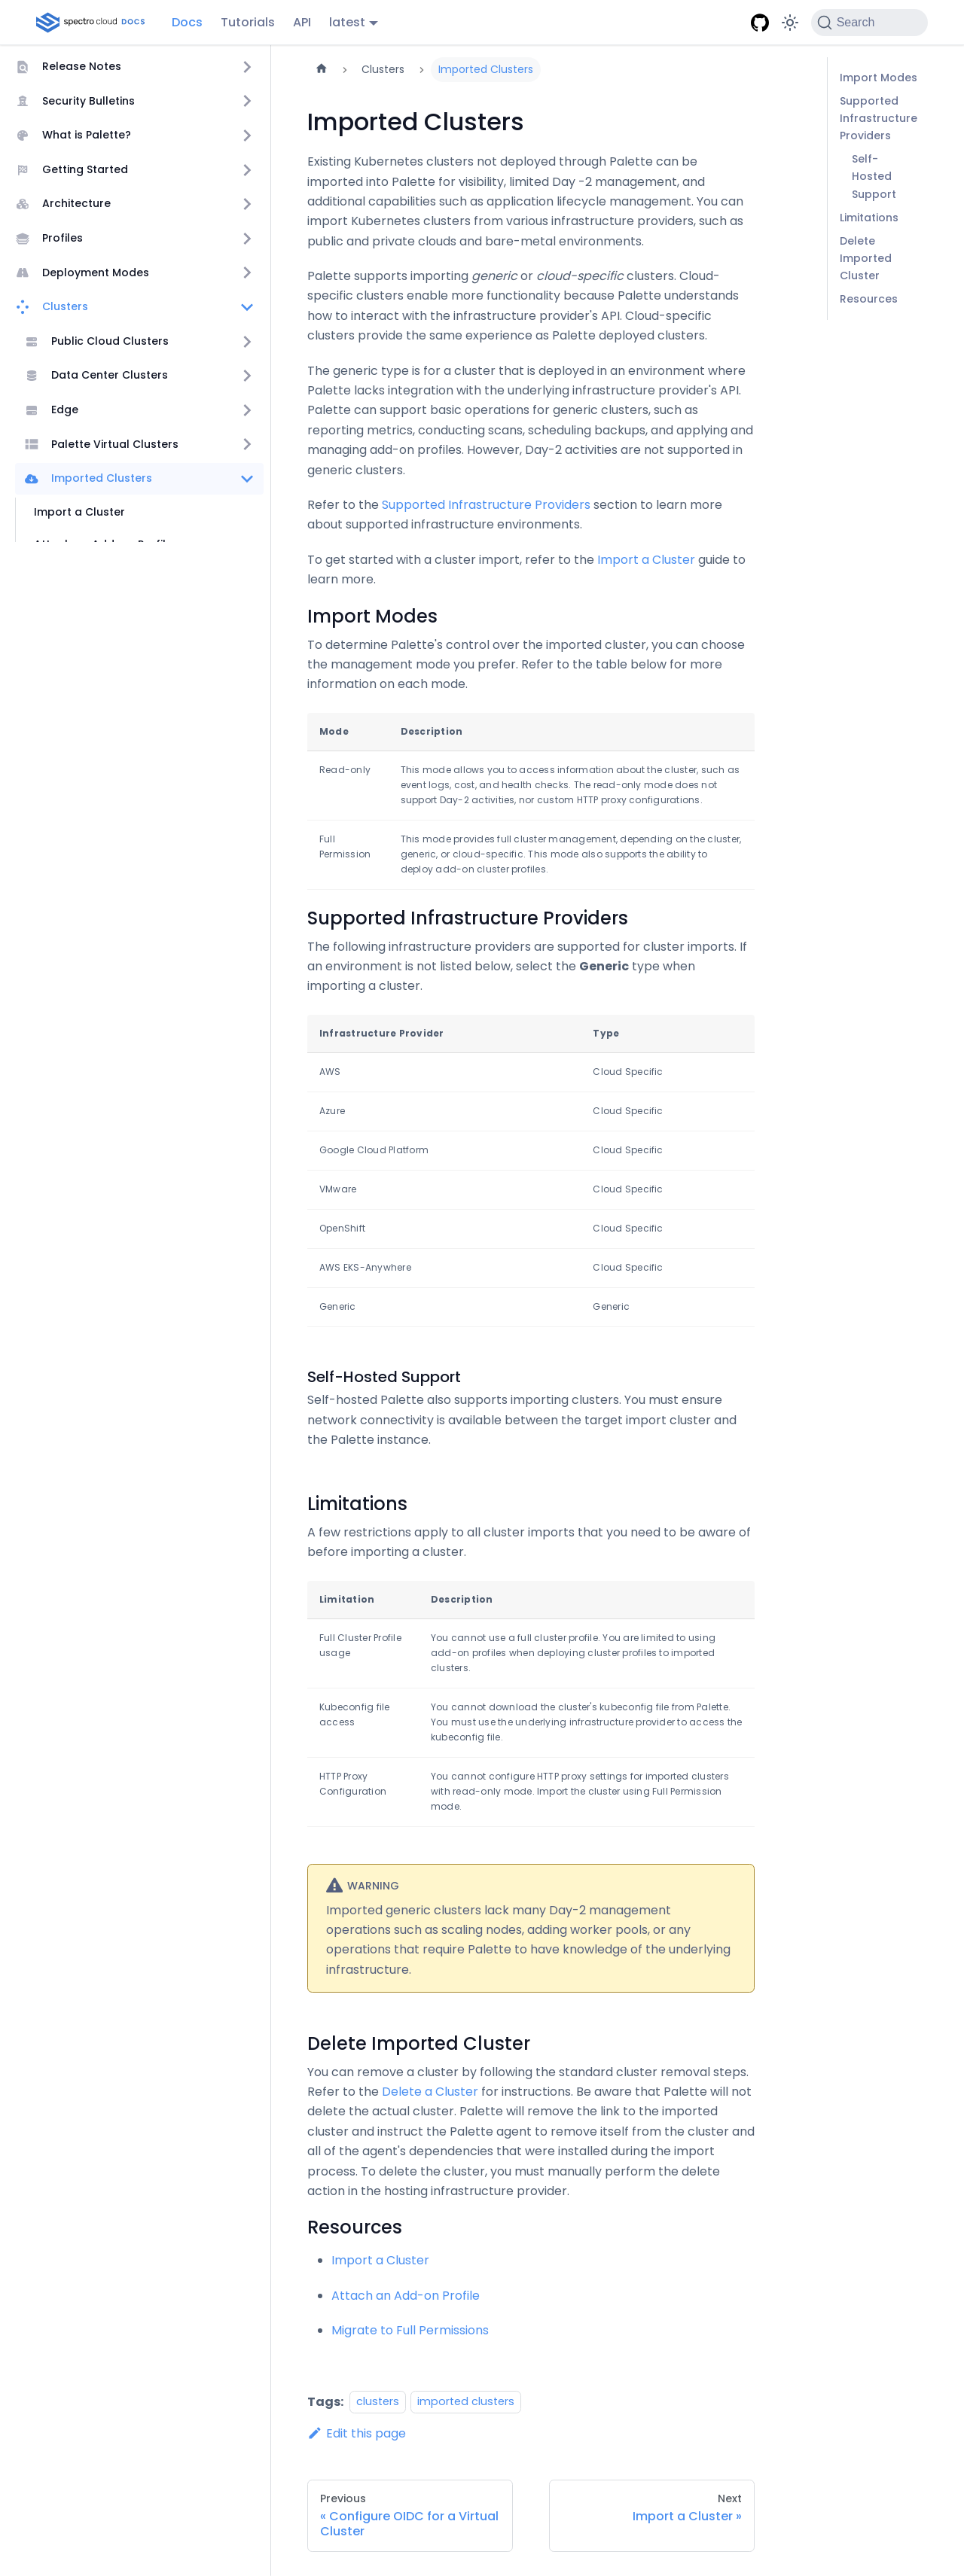 spectro cloud DOCS
Docs
Tutorials
API
latest
Search
Release Notes
Security Bulletins
What is Palette?
Getting Started
Architecture
Profiles
Deployment Modes
Clusters
Public Cloud Clusters
Data Center Clusters
Edge
Palette Virtual Clusters
Imported Clusters
Import a Cluster
Clusters
Imported Clusters
Imported Clusters
Existing Kubernetes clusters not deployed through Palette can be
imported into Palette for visibility, limited Day -2 management, and
additional capabilities such as application lifecycle management. You can
import Kubernetes clusters from various infrastructure providers, such as
public and private clouds and bare-metal environments.
Palette supports importing generic or cloud-specific clusters. Cloud-
specific clusters enable more functionality because Palette understands
how to interact with the infrastructure provider's API. Cloud-specific
clusters provide the same experience as Palette deployed clusters.
The generic type is for a cluster that is deployed in an environment where
Palette lacks integration with the underlying infrastructure provider's API.
Palette can support basic operations for generic clusters, such as
reporting metrics, conducting scans, scheduling backups, and applying and
managing add-on profiles. However, Day-2 activities are not supported in
generic clusters.
Refer to the Supported Infrastructure Providers section to learn more
about supported infrastructure environments.
To get started with a cluster import, refer to the Import a Cluster guide to
learn more.
Import Modes
To determine Palette's control over the imported cluster, you can choose
the management mode you prefer. Refer to the table below for more
information on each mode.
Mode
Description
Read-only
This mode allows you to access information about the cluster, such as
event logs, cost, and health checks. The read-only mode does not
support Day-2 activities, nor custom HTTP proxy configurations.
Full
Permission
This mode provides full cluster management, depending on the cluster,
generic, or cloud-specific. This mode also supports the ability to
deploy add-on cluster profiles.
Supported Infrastructure Providers
The following infrastructure providers are supported for cluster imports. If
an environment is not listed below, select the Generic type when
importing a cluster.
Infrastructure Provider
Type
AWS
Cloud Specific
Azure
Cloud Specific
Google Cloud Platform
Cloud Specific
VMware
Cloud Specific
OpenShift
Cloud Specific
AWS EKS-Anywhere
Cloud Specific
Generic
Generic
Self-Hosted Support
Self-hosted Palette also supports importing clusters. You must ensure
network connectivity is available between the target import cluster and
the Palette instance.
Limitations
A few restrictions apply to all cluster imports that you need to be aware of
before importing a cluster.
Limitation
Description
Full Cluster Profile
usage
You cannot use a full cluster profile. You are limited to using
add-on profiles when deploying cluster profiles to imported
clusters.
Kubeconfig file
access
You cannot download the cluster's kubeconfig file from Palette.
You must use the underlying infrastructure provider to access the
kubeconfig file.
HTTP Proxy
Configuration
You cannot configure HTTP proxy settings for imported clusters
with read-only mode. Import the cluster using Full Permission
mode.
WARNING
Imported generic clusters lack many Day-2 management
operations such as scaling nodes, adding worker pools, or any
operations that require Palette to have knowledge of the underlying
infrastructure.
Delete Imported Cluster
You can remove a cluster by following the standard cluster removal steps.
Refer to the Delete a Cluster for instructions. Be aware that Palette will not
delete the actual cluster. Palette will remove the link to the imported
cluster and instruct the Palette agent to remove itself from the cluster and
all of the agent's dependencies that were installed during the import
process. To delete the cluster, you must manually perform the delete
action in the hosting infrastructure provider.
Resources
Import a Cluster
Attach an Add-on Profile
Migrate to Full Permissions
Tags: clusters imported clusters
Edit this page
Previous
« Configure OIDC for a Virtual
Cluster
Next
Import a Cluster »
Import Modes
Supported
Infrastructure
Providers
Self-
Hosted
Support
Limitations
Delete
Imported
Cluster
Resources